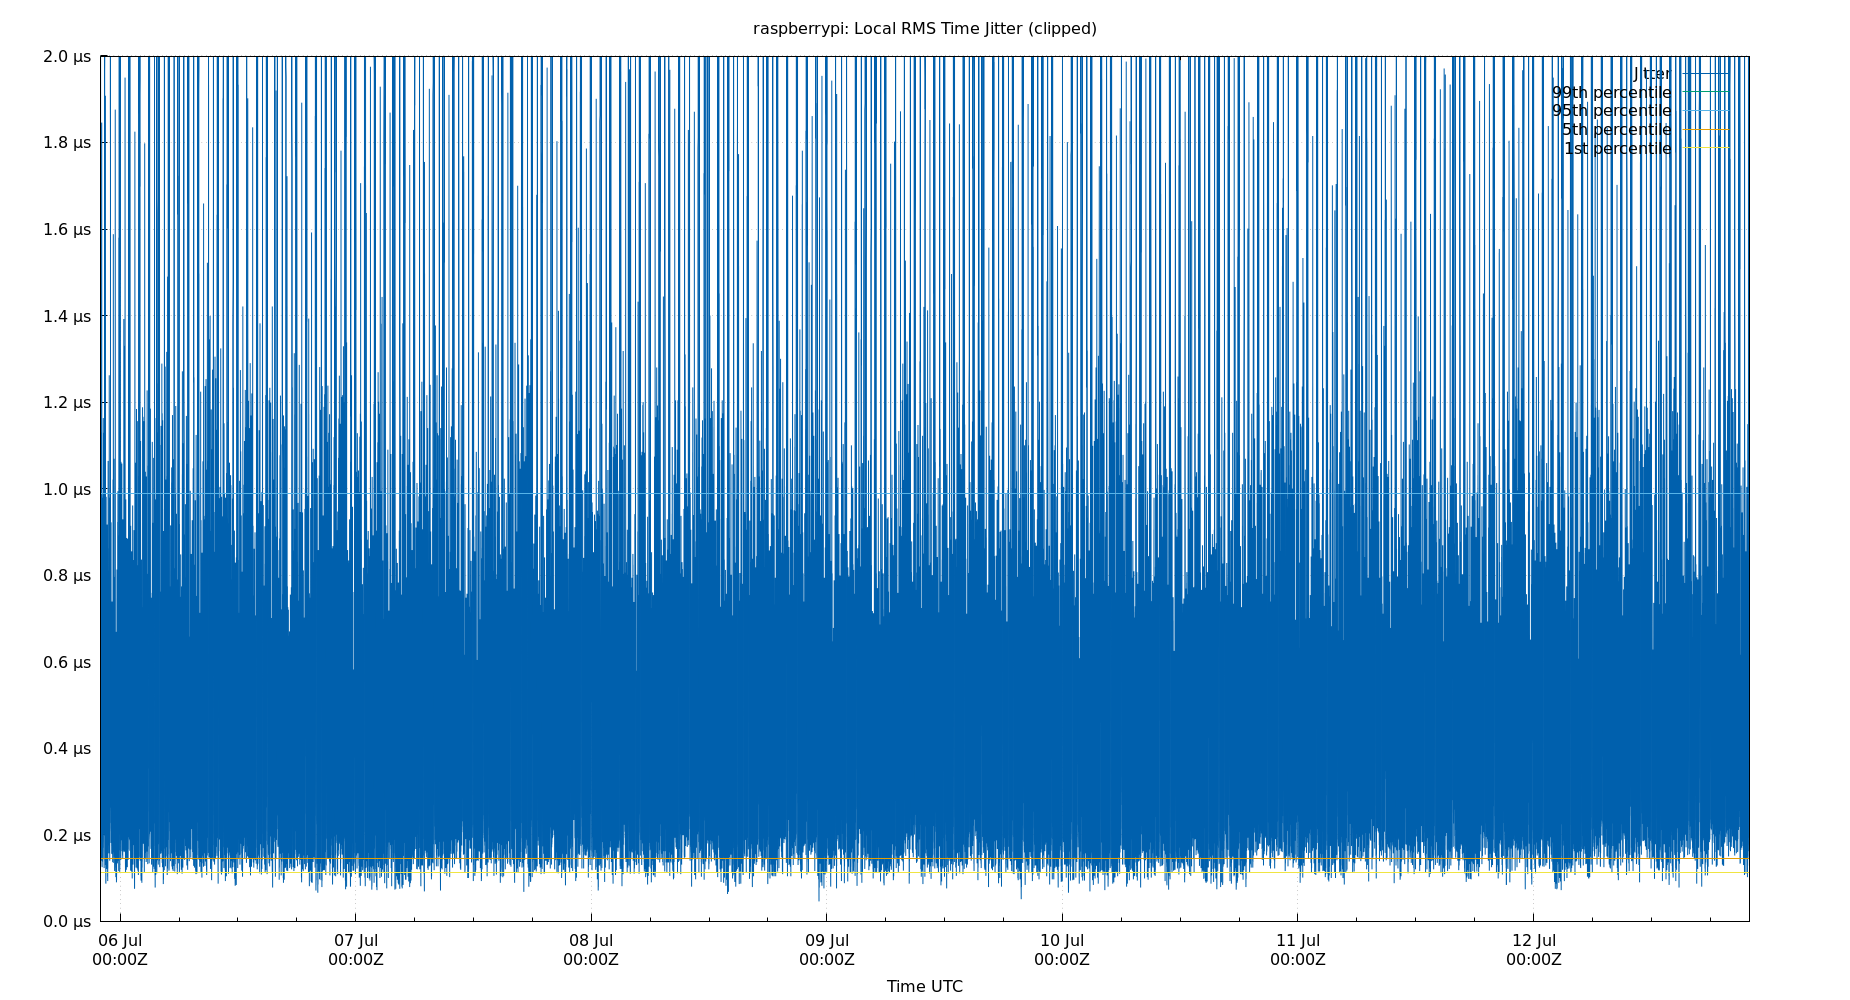 raspberrypi: Local RMS Time Jitter (clipped)
2.0 µs
1.8 µs
1.6 µs
1.4 µs
1.2 µs
1.0 µs
0.8 µs
0.6 µs
0.4 µs
0.2 µs
0.0 µs
Jitter
99th percentile
95th percentile
5th percentile
1st percentile
06 Jul 07 Jul 08 Jul 09 Jul 10 Jul 11 Jul 12 Jul
00:00Z 00:00Z 00:00Z 00:00Z 00:00Z 00:00Z 00:00Z
Time UTC